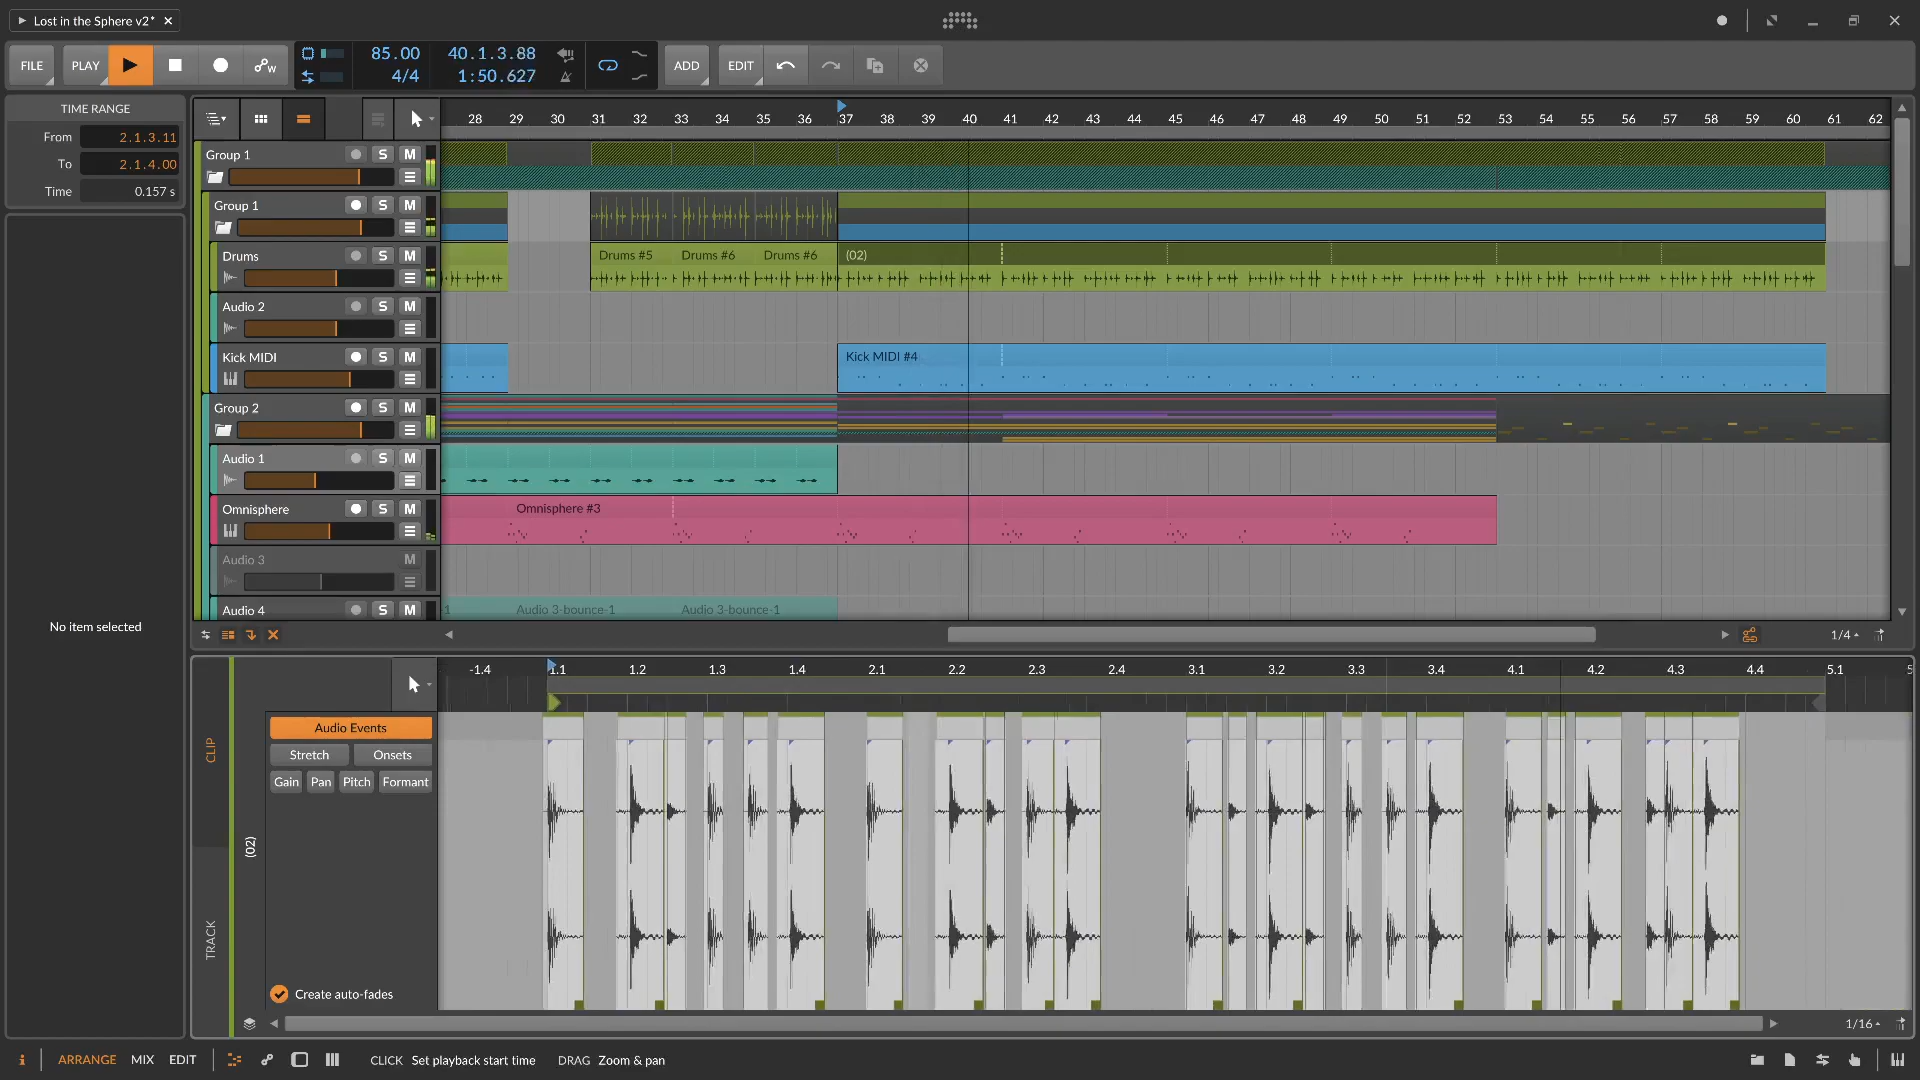 Lost in the Sphere v2*
FILE PLAY 85.00 40.1.3.88 ADD EDIT
4/4 1:50.627
TIME RANGE
From 2.1.3.11
To 2.1.4.00
Time 0.157 s
No item selected
28 29 30 31 32 33 34 35 36 37 38 39 40 41 42 43 44 45 46 47 48 49 50 51 52 53 54 55 56 57 58 59 60 61 62
Group 1 S M
Group 1 S M
Drums S M
Drums #5 Drums #6 Drums #6 (02)
Audio 2 S M
Kick MIDI S M
Kick MIDI #4
Group 2 S M
Audio 1 S M
Omnisphere S M
Omnisphere #3
Audio 3 M
Audio 4 S M
1 Audio 3-bounce-1 Audio 3-bounce-1
1/4
-1.4 1.1 1.2 1.3 1.4 2.1 2.2 2.3 2.4 3.1 3.2 3.3 3.4 4.1 4.2 4.3 4.4 5.1 5
CLIP
TRACK
(02)
Audio Events
Stretch Onsets
Gain Pan Pitch Formant
Create auto-fades
1/16
i ARRANGE MIX EDIT CLICK Set playback start time DRAG Zoom & pan